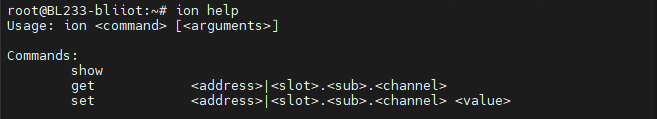 root@BL233-bliiot:~# ion help
Usage: ion <command> [<arguments>]

Commands:
        show
        get            <address>|<slot>.<sub>.<channel>
        set            <address>|<slot>.<sub>.<channel> <value>